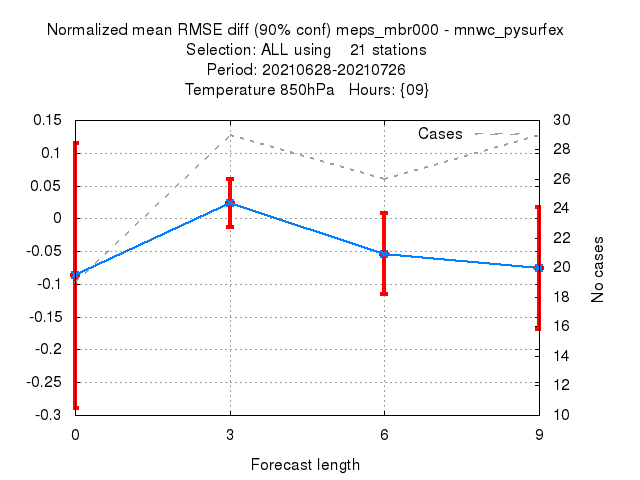 Normalized mean RMSE diff (90% conf) meps_mbr000 - mnwc_pysurfex
Selection: ALL using    21 stations
Period: 20210628-20210726
Temperature 850hPa   Hours: {09}
Cases
0.15
0.1
0.05
0
-0.05
-0.1
-0.15
-0.2
-0.25
-0.3
30
28
26
24
22
20
18
16
14
12
10
No cases
0 3 6 9
Forecast length